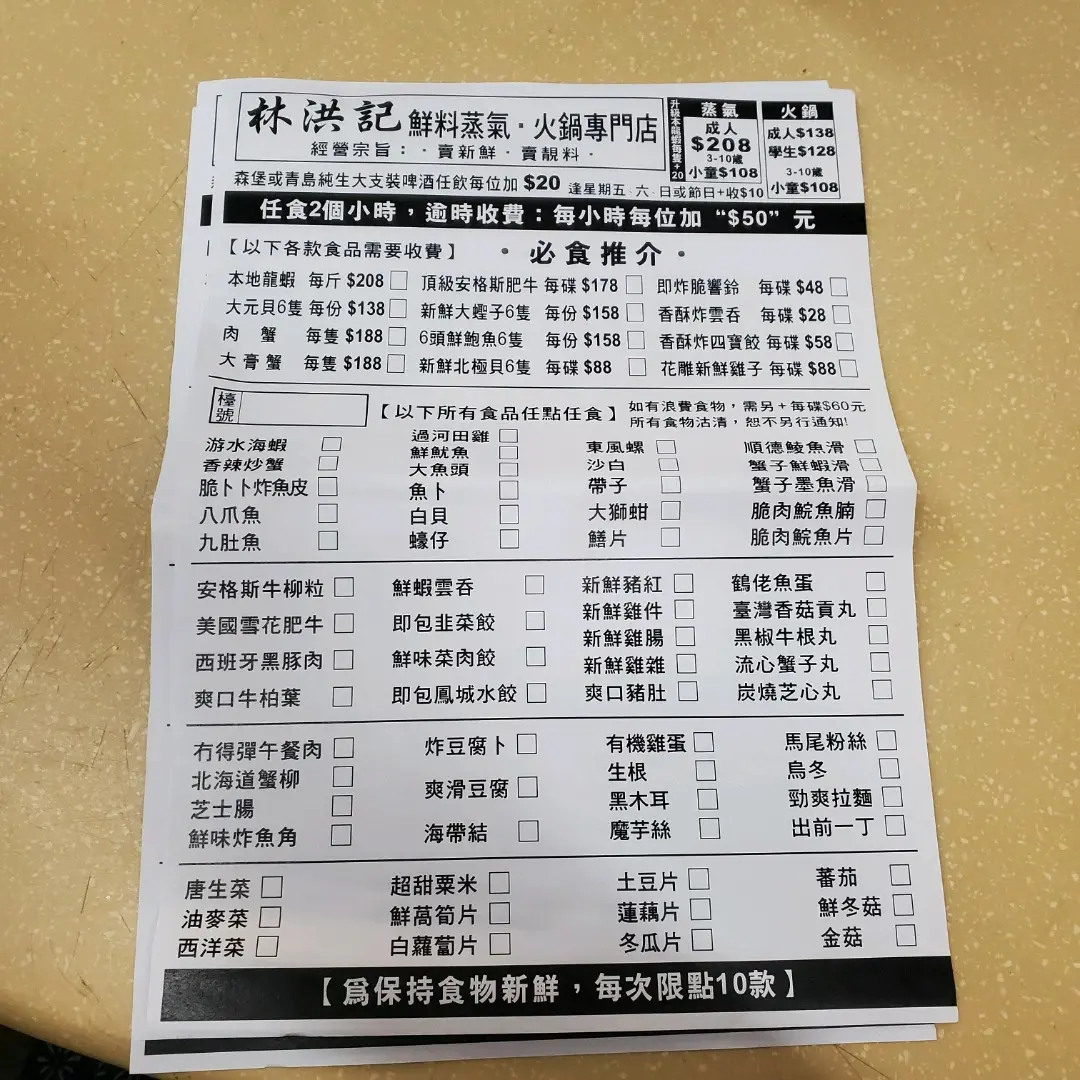 林洪記 鮮料蒸氣·火鍋專門店
經營宗旨：·賣新鮮·賣靚料·
升級本龍蝦每隻+20
蒸氣
成人
$208
3-10歲
小童$108
火鍋
成人$138
學生$128
3-10歲
小童$108
森堡或青島純生大支裝啤酒任飲每位加 $20 逢星期五·六·日或節日+收$10
任食2個小時，逾時收費：每小時每位加“$50”元
【以下各款食品需要收費】 ·必食推介·
本地龍蝦 每斤 $208 □ 頂級安格斯肥牛 每碟 $178 □ 即炸脆響鈴 每碟 $48 □
大元貝6隻 每份 $138 □ 新鮮大蟶子6隻 每份 $158 □ 香酥炸雲吞 每碟 $28 □
肉蟹 每隻 $188 □ 6頭鮮鮑魚6隻 每份 $158 □ 香酥炸四寶餃 每碟 $58 □
大膏蟹 每隻 $188 □ 新鮮北極貝6隻 每碟 $88 □ 花雕新鮮雞子 每碟 $88 □
檯號
【以下所有食品任點任食】
如有浪費食物，需另+每碟$60元
所有食物沽清，恕不另行通知!
游水海蝦 □
香辣炒蟹 □
脆卜卜炸魚皮 □
八爪魚 □
九肚魚 □
過河田雞 □
鮮魷魚 □
大魚頭 □
魚卜 □
白貝 □
蠔仔 □
東風螺 □
沙白 □
帶子 □
大獅蚶 □
鱔片 □
順德鯪魚滑 □
蟹子鮮蝦滑 □
蟹子墨魚滑 □
脆肉鯇魚腩 □
脆肉鯇魚片 □
安格斯牛柳粒 □
美國雪花肥牛 □
西班牙黑豚肉 □
爽口牛柏葉 □
鮮蝦雲吞 □
即包韭菜餃 □
鮮味菜肉餃 □
即包鳳城水餃 □
新鮮豬紅 □
新鮮雞件 □
新鮮雞腸 □
新鮮雞雜 □
爽口豬肚 □
鶴佬魚蛋 □
臺灣香菇貢丸 □
黑椒牛根丸 □
流心蟹子丸 □
炭燒芝心丸 □
冇得彈午餐肉 □
北海道蟹柳 □
芝士腸 □
鮮味炸魚角 □
炸豆腐卜 □
爽滑豆腐 □
海帶結 □
有機雞蛋 □
生根 □
黑木耳 □
魔芋絲 □
馬尾粉絲 □
烏冬 □
勁爽拉麵 □
出前一丁 □
唐生菜 □
油麥菜 □
西洋菜 □
超甜粟米 □
鮮萵筍片 □
白蘿蔔片 □
土豆片 □
蓮藕片 □
冬瓜片 □
蕃茄 □
鮮冬菇 □
金菇 □
【爲保持食物新鮮，每次限點10款】